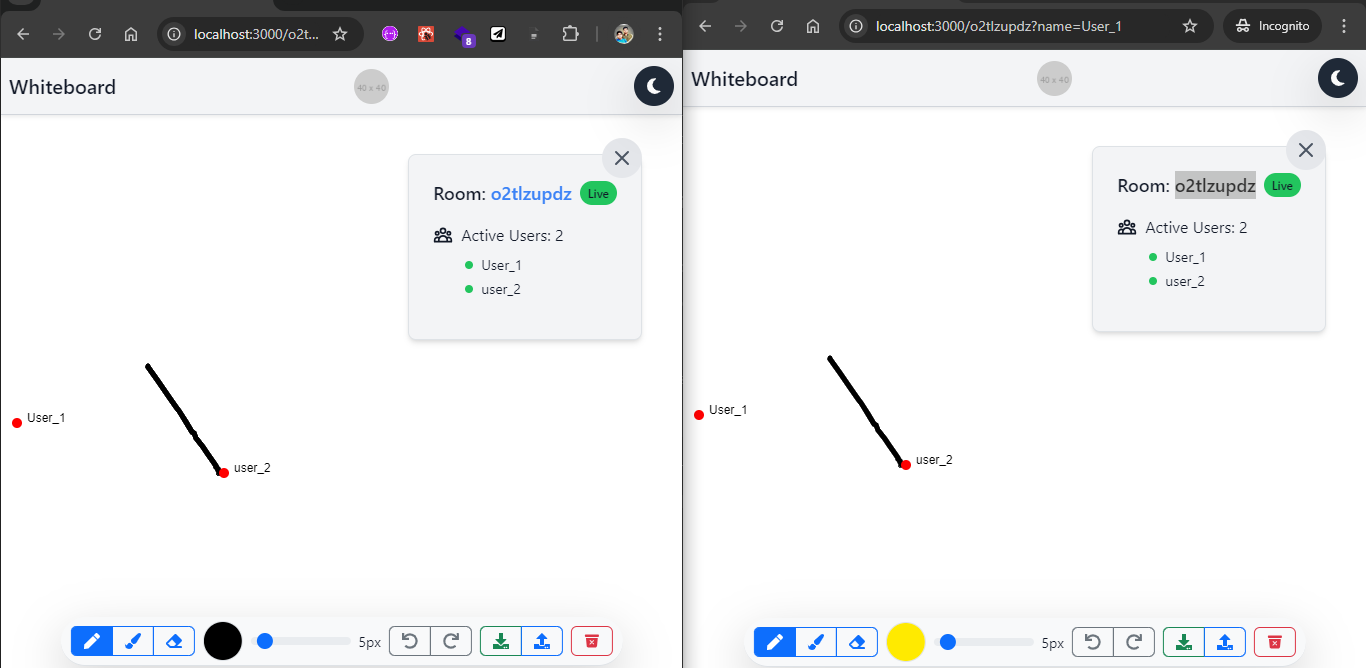 localhost:3000/o2t...
8
Whiteboard
40 x 40
Room: o2tlzupdz Live
Active Users: 2
User_1
user_2
User_1
user_2
5px
localhost:3000/o2tlzupdz?name=User_1
Incognito
Whiteboard
40 x 40
Room: o2tlzupdz Live
Active Users: 2
User_1
user_2
User_1
user_2
5px